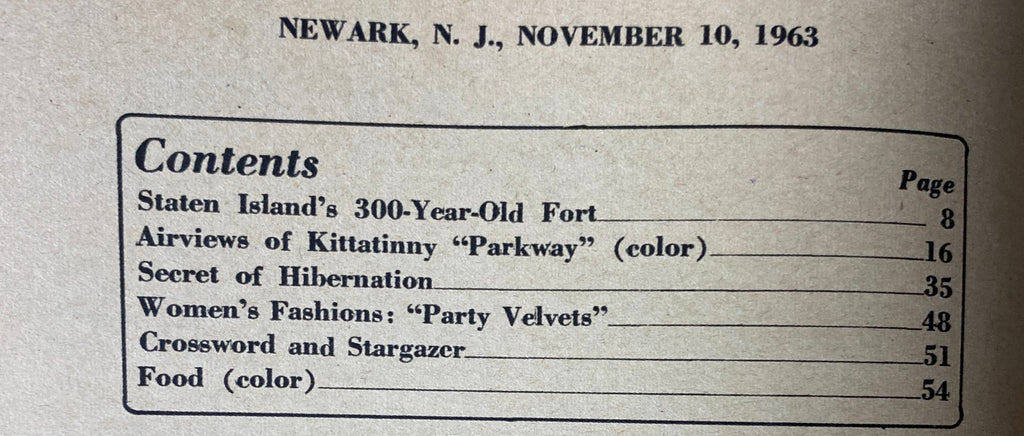 NEWARK, N. J., NOVEMBER 10, 1963
Contents
Page
Staten Island's 300-Year-Old Fort 8
Airviews of Kittatinny “Parkway” (color) 16
Secret of Hibernation 35
Women's Fashions: “Party Velvets” 48
Crossword and Stargazer 51
Food (color) 54